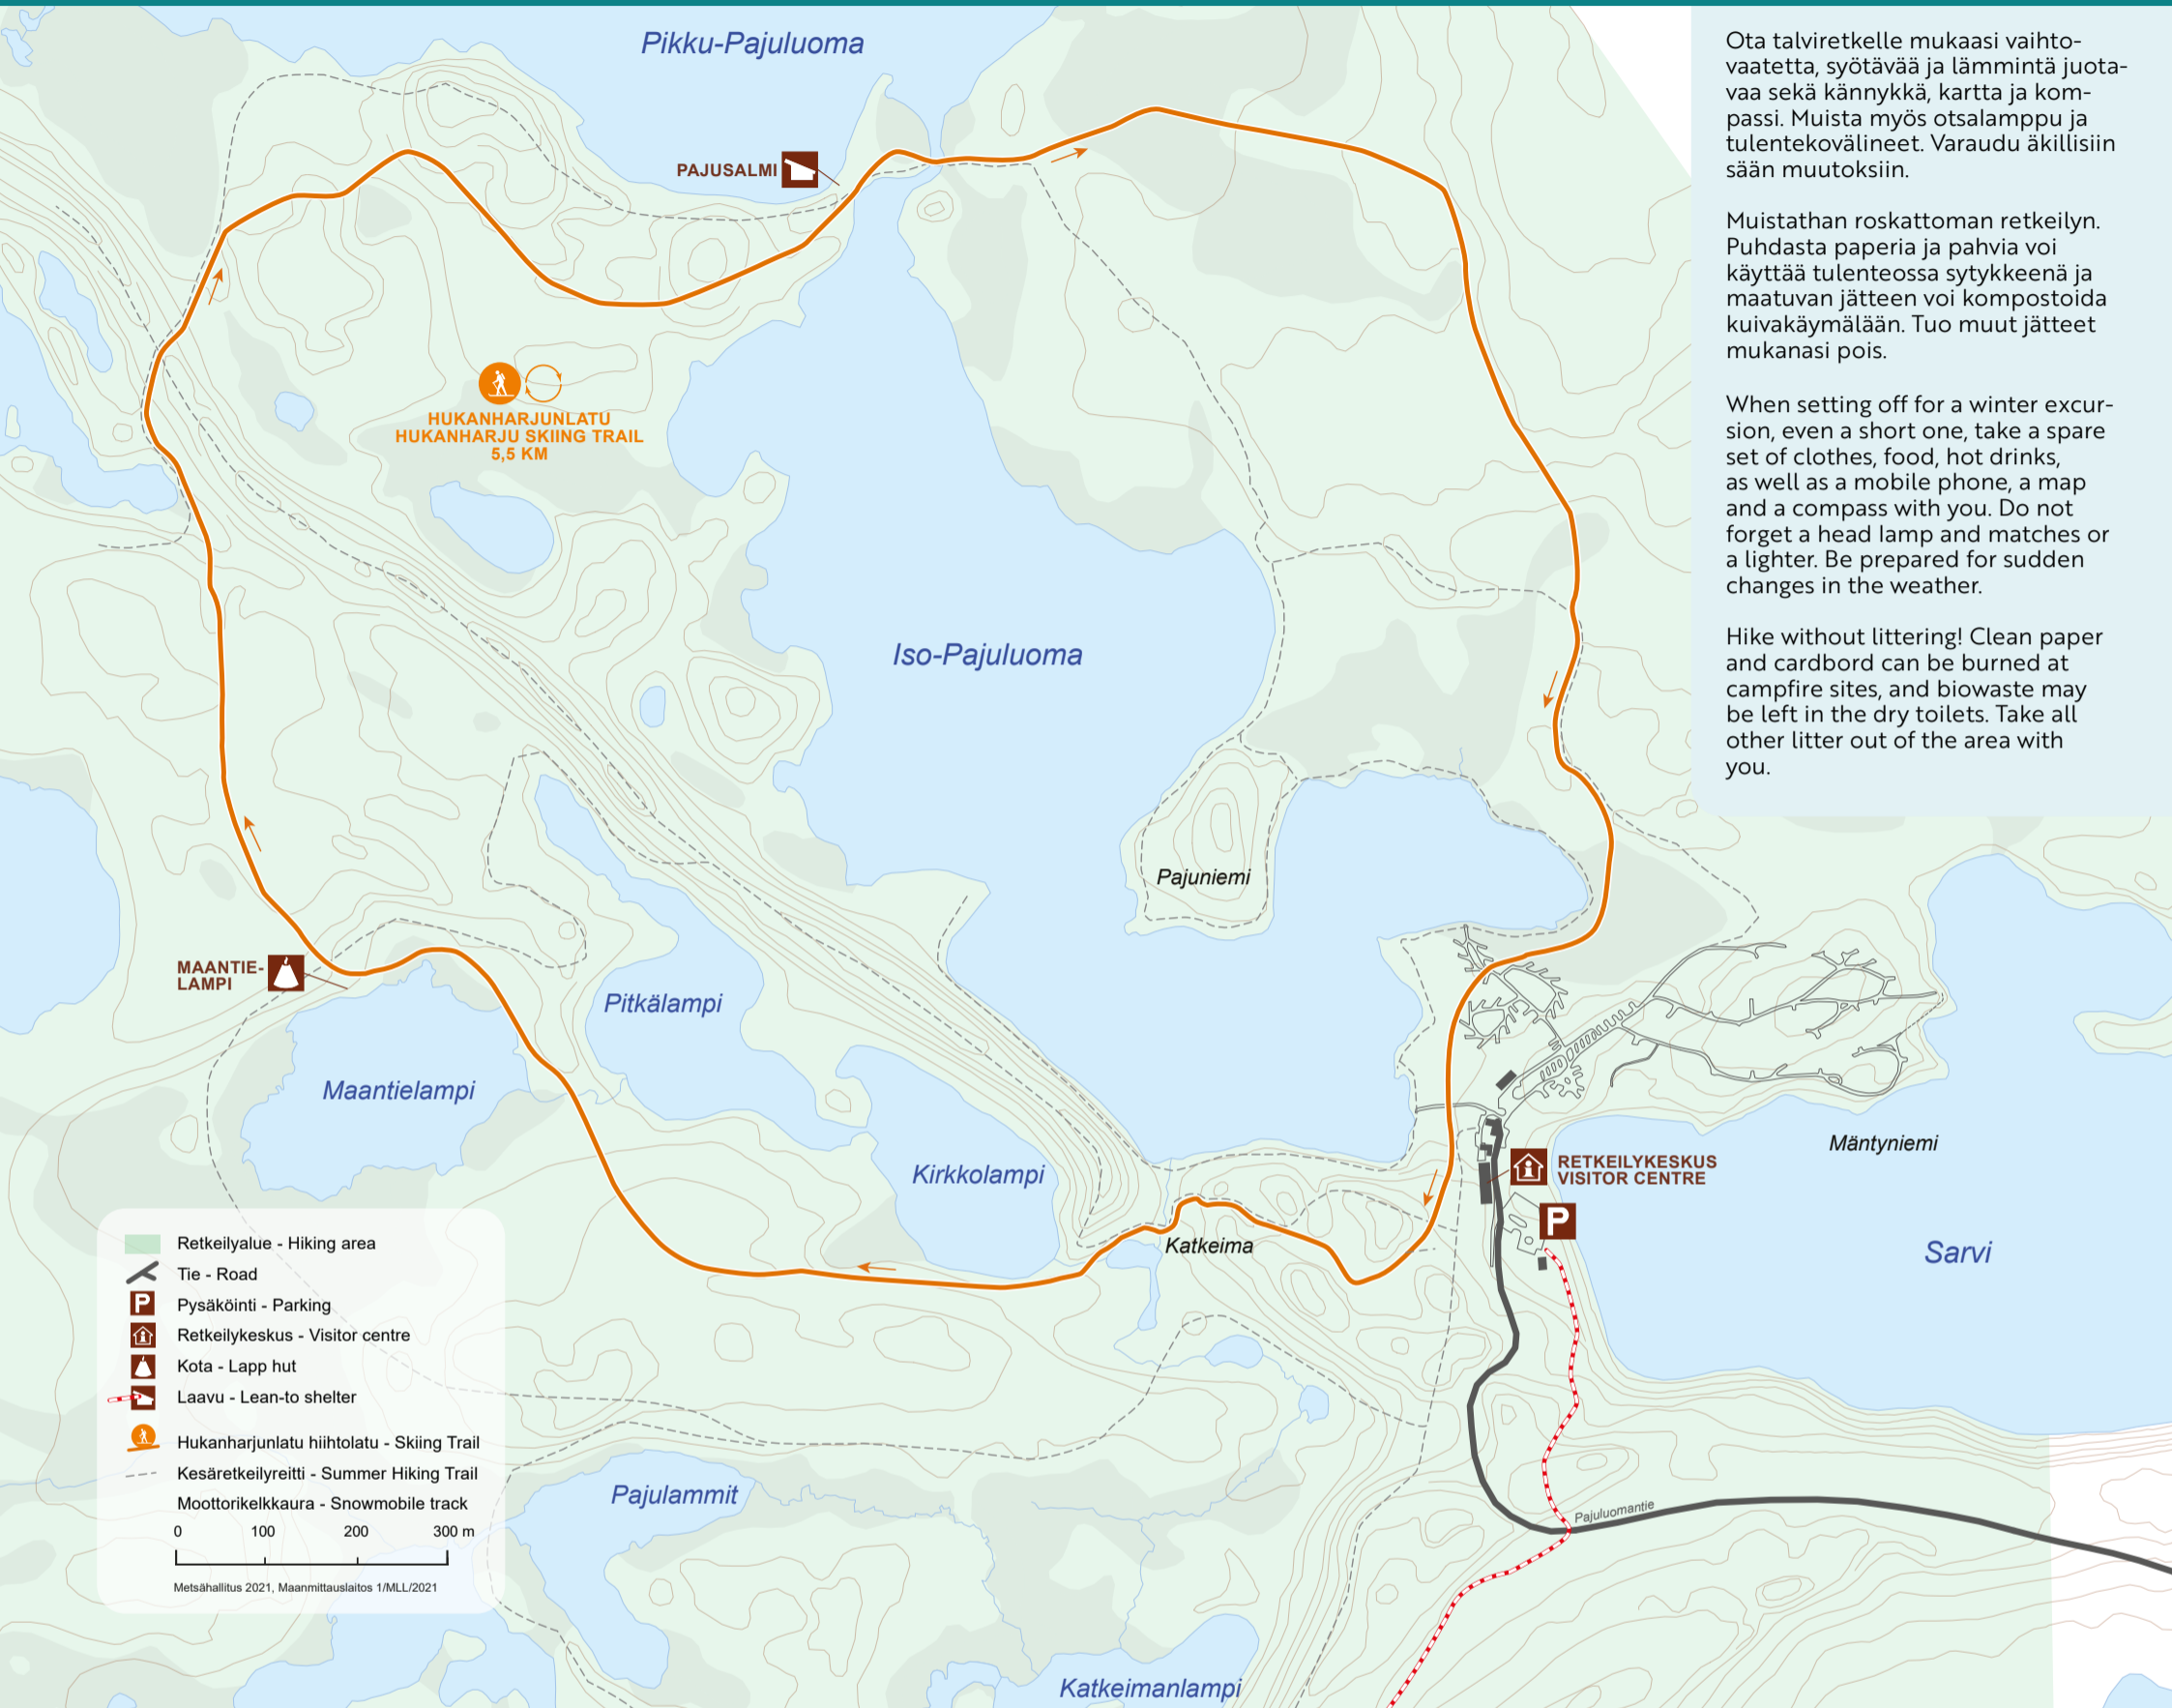 Pikku-Pajuluoma
PAJUSALMI
HUKANHARJUNLATU
HUKANHARJU SKIING TRAIL
5,5 KM
Iso-Pajuluoma
Pajuniemi
MAANTIE-
LAMPI
Pitkälampi
Maantielampi
Kirkkolampi
Katkeima
Mäntyniemi
RETKEILYKESKUS
VISITOR CENTRE
P
Sarvi
Pajuluomantie
Pajulammit
Katkeimanlampi
Retkeilyalue - Hiking area
Tie - Road
P Pysäköinti - Parking
Retkeilykeskus - Visitor centre
Kota - Lapp hut
Laavu - Lean-to shelter
Hukanharjunlatu hiihtolatu - Skiing Trail
Kesäretkeilyreitti - Summer Hiking Trail
Moottorikelkkaura - Snowmobile track
0 100 200 300 m
Metsähallitus 2021, Maanmittauslaitos 1/MLL/2021
Ota talviretkelle mukaasi vaihto-
vaatetta, syötävää ja lämmintä juota-
vaa sekä kännykkä, kartta ja kom-
passi. Muista myös otsalamppu ja
tulentekovälineet. Varaudu äkillisiin
sään muutoksiin.
Muistathan roskattoman retkeilyn.
Puhdasta paperia ja pahvia voi
käyttää tulenteossa sytykkeenä ja
maatuvan jätteen voi kompostoida
kuivakäymälään. Tuo muut jätteet
mukanasi pois.
When setting off for a winter excur-
sion, even a short one, take a spare
set of clothes, food, hot drinks,
as well as a mobile phone, a map
and a compass with you. Do not
forget a head lamp and matches or
a lighter. Be prepared for sudden
changes in the weather.
Hike without littering! Clean paper
and cardbord can be burned at
campfire sites, and biowaste may
be left in the dry toilets. Take all
other litter out of the area with
you.